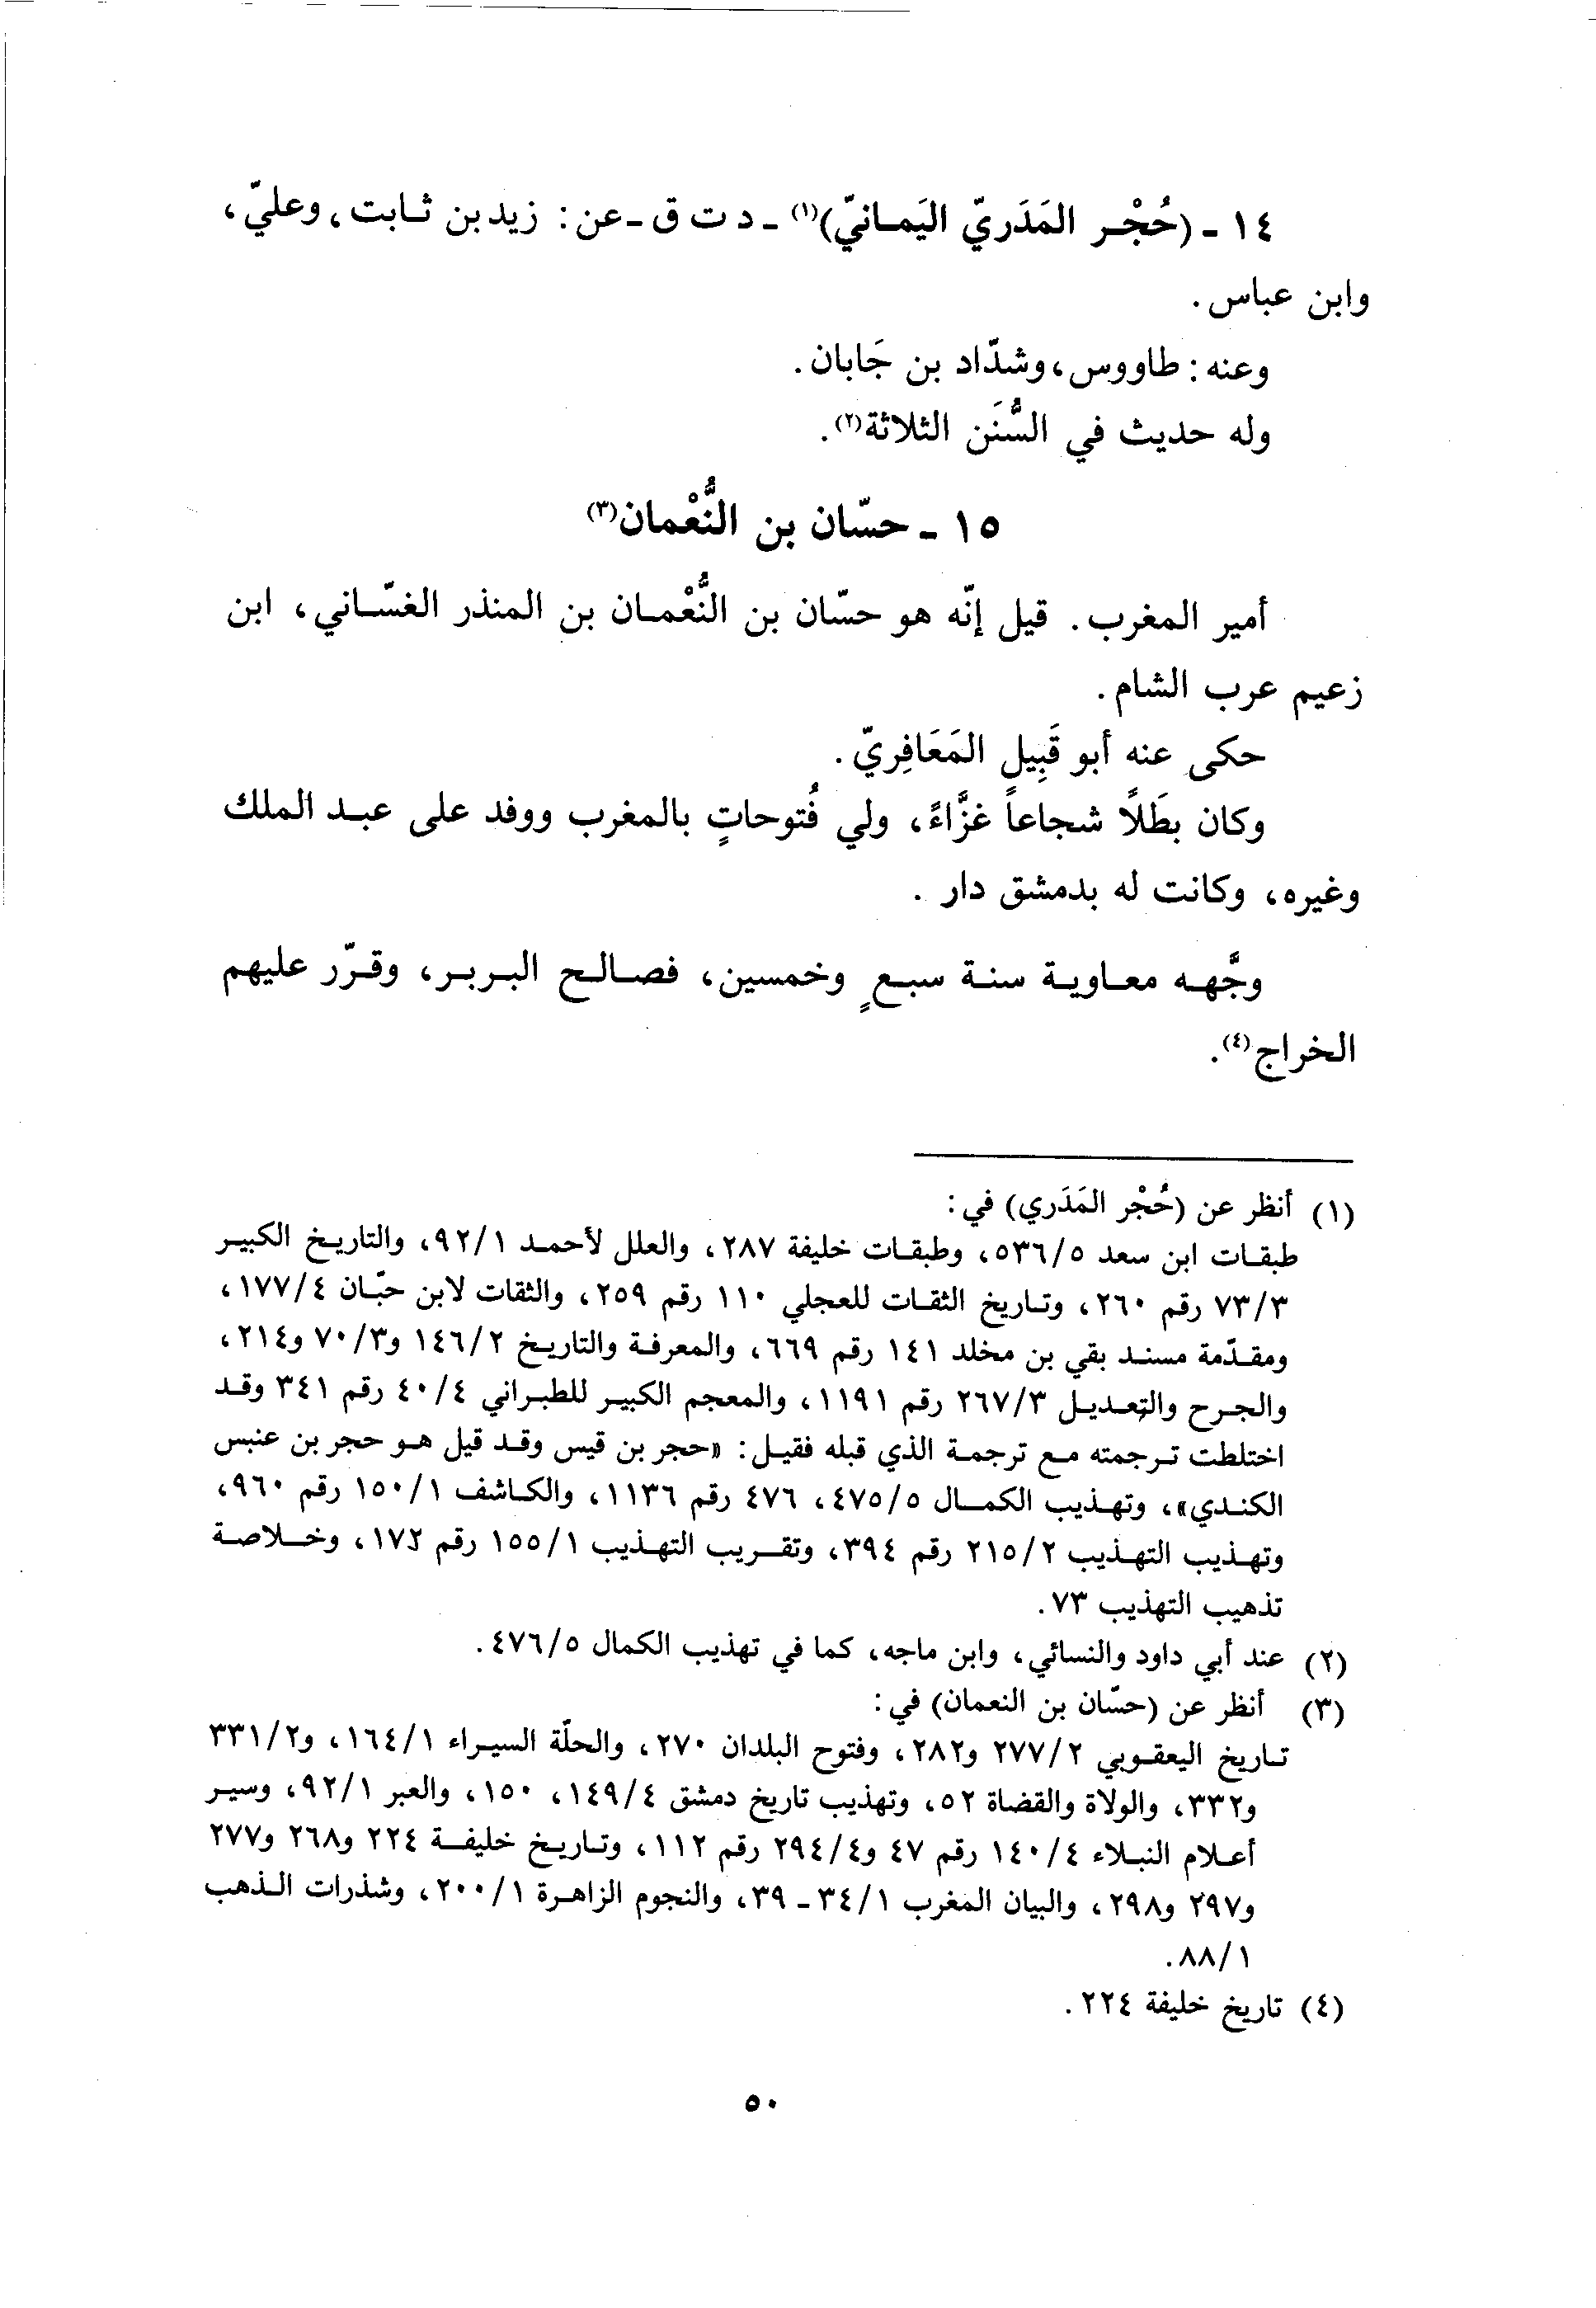 ١٤ - (حُجْر المَدَريّ اليَماني)(١) - د ت ق - عن: زيد بن ثابت، وعليّ،
وابن عباس.
وعنه: طاووس، وشدّاد بن جَابان.
وله حديث في السُّنَن الثلاثة(٢).
١٥ - حسّان بن النُّعْمان(٣)
أمير المغرب. قيل إنّه هو حسّان بن النُّعْمان بن المنذر الغسّاني، ابن
زعيم عرب الشام.
حكى عنه أبو قَبِيل المَعَافِريّ.
وكان بطَلاً شجاعاً غزَّاءً، ولي فُتوحاتٍ بالمغرب ووفد على عبد الملك
وغيره، وكانت له بدمشق دار.
وجَّهه معاوية سنة سبعٍ وخمسين، فصالح البربر، وقرّر عليهم
الخراج(٤).
(١) أنظر عن (حُجْر المَدَري) في:
طبقات ابن سعد ٥٣٦/٥، وطبقات خليفة ٢٨٧، والعلل لأحمد ٩٢/١، والتاريخ الكبير
٧٣/٣ رقم ٢٦٠، وتاريخ الثقات للعجلي ١١٠ رقم ٢٥٩، والثقات لابن حبّان ١٧٧/٤،
ومقدّمة مسند بقي بن مخلد ١٤١ رقم ٦٦٩، والمعرفة والتاريخ ١٤٦/٢ و٧٠/٣ و٢١٤،
والجرح والتعديل ٢٦٧/٣ رقم ١١٩١، والمعجم الكبير للطبراني ٤٠/٤ رقم ٣٤١ وقد
اختلطت ترجمته مع ترجمة الذي قبله فقيل: «حجر بن قيس وقد قيل هو حجر بن عنبس
الكندي»، وتهذيب الكمال ٤٧٥/٥، ٤٧٦ رقم ١١٣٦، والكاشف ١٥٠/١ رقم ٩٦٠،
وتهذيب التهذيب ٢١٥/٢ رقم ٣٩٤، وتقريب التهذيب ١٥٥/١ رقم ١٧٢، وخلاصة
تذهيب التهذيب ٧٣.
(٢) عند أبي داود والنسائي، وابن ماجه، كما في تهذيب الكمال ٤٧٦/٥.
(٣) أنظر عن (حسّان بن النعمان) في:
تاريخ اليعقوبي ٢٧٧/٢ و٢٨٢، وفتوح البلدان ٢٧٠، والحلّة السيراء ١٦٤/١، و٣٣١/٢
و٣٣٢، والولاة والقضاة ٥٢، وتهذيب تاريخ دمشق ١٤٩/٤، ١٥٠، والعبر ٩٢/١، وسير
أعلام النبلاء ١٤٠/٤ رقم ٤٧ و٢٩٤/٤ رقم ١١٢، وتاريخ خليفة ٢٢٤ و٢٦٨ و٢٧٧
و٢٩٧ و٢٩٨، والبيان المغرب ٣٤/١ - ٣٩، والنجوم الزاهرة ٢٠٠/١، وشذرات الذهب
٨٨/١.
(٤) تاريخ خليفة ٢٢٤.
٥٠